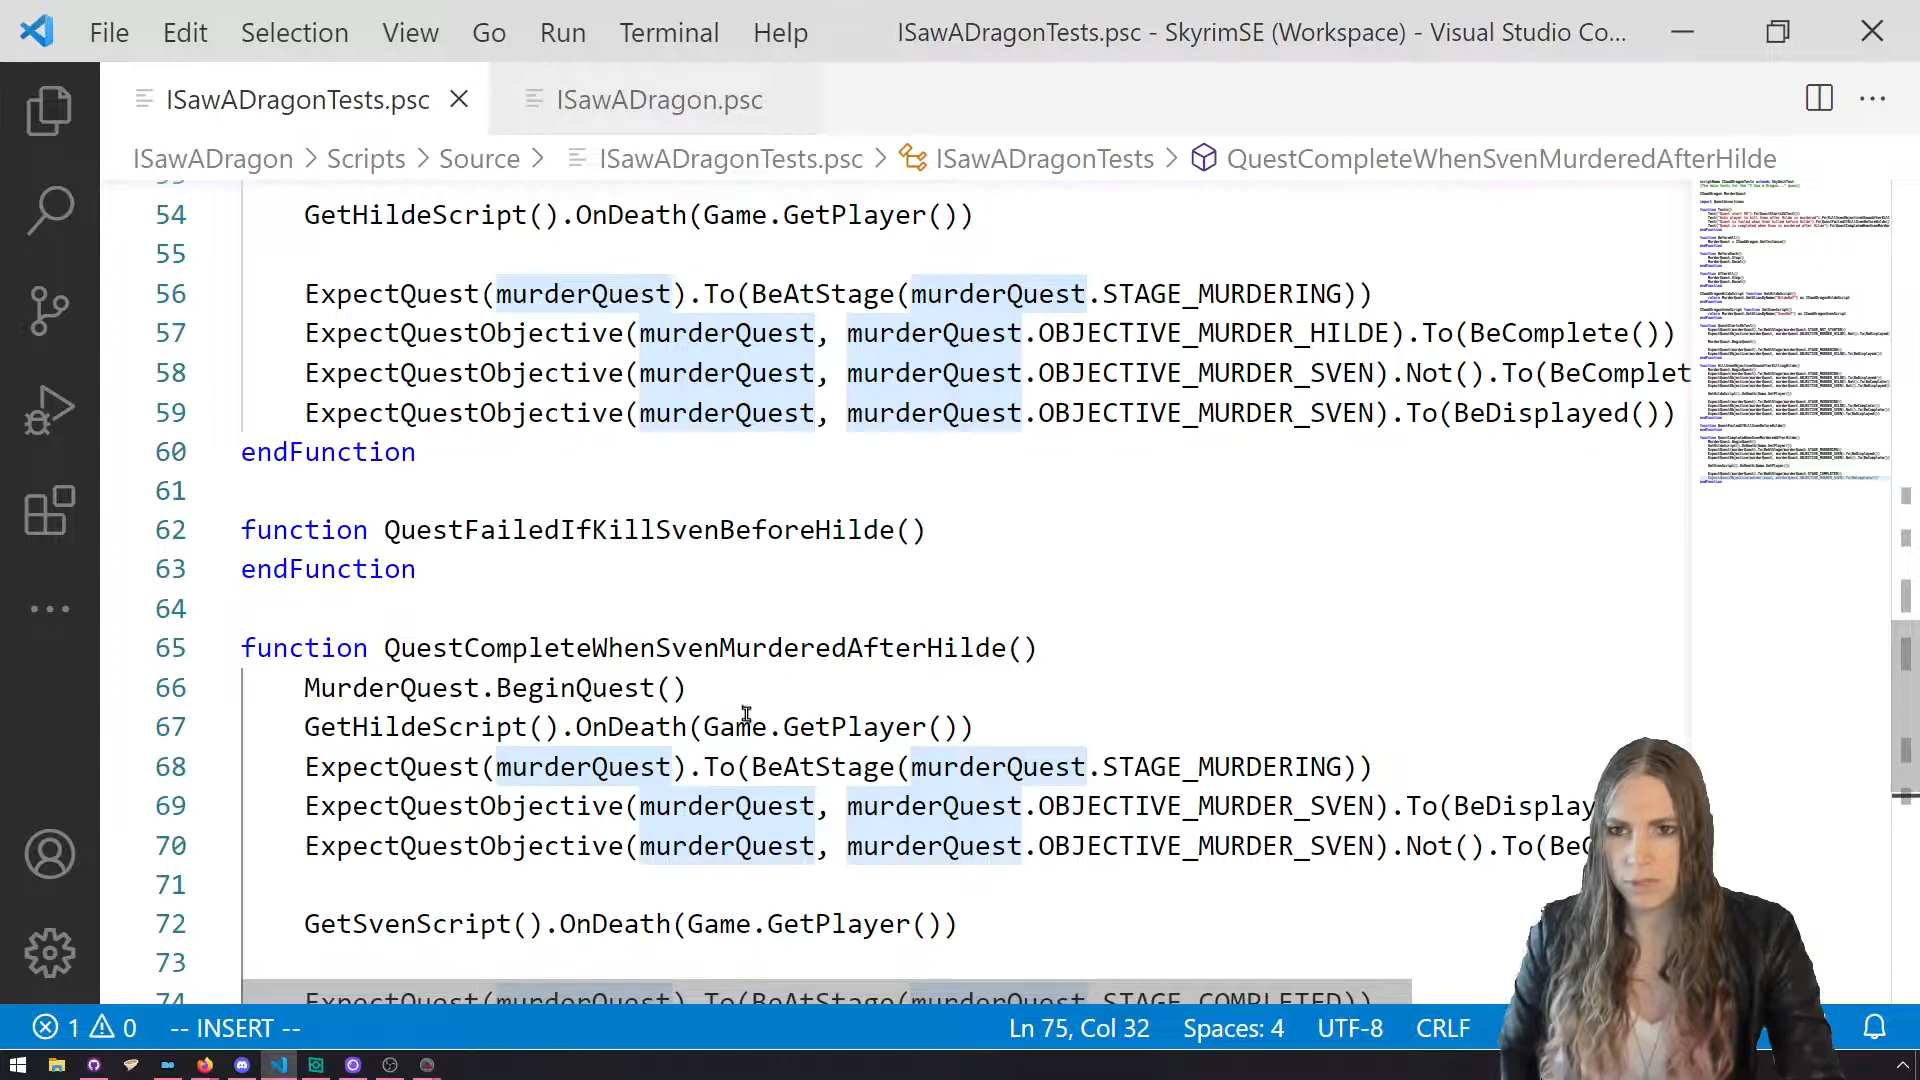 File Edit Selection View Go Run Terminal Help ISawADragonTests.psc - SkyrimSE (Workspace) - Visual Studio Co...
ISawADragonTests.psc ISawADragon.psc
ISawADragon > Scripts > Source > ISawADragonTests.psc > ISawADragonTests > QuestCompleteWhenSvenMurderedAfterHilde
54 GetHildeScript().OnDeath(Game.GetPlayer())
55
56 ExpectQuest(murderQuest).To(BeAtStage(murderQuest.STAGE_MURDERING))
57 ExpectQuestObjective(murderQuest, murderQuest.OBJECTIVE_MURDER_HILDE).To(BeComplete())
58 ExpectQuestObjective(murderQuest, murderQuest.OBJECTIVE_MURDER_SVEN).Not().To(BeComplet
59 ExpectQuestObjective(murderQuest, murderQuest.OBJECTIVE_MURDER_SVEN).To(BeDisplayed())
60 endFunction
61
62 function QuestFailedIfKillSvenBeforeHilde()
63 endFunction
64
65 function QuestCompleteWhenSvenMurderedAfterHilde()
66 MurderQuest.BeginQuest()
67 GetHildeScript().OnDeath(Game.GetPlayer())
68 ExpectQuest(murderQuest).To(BeAtStage(murderQuest.STAGE_MURDERING))
69 ExpectQuestObjective(murderQuest, murderQuest.OBJECTIVE_MURDER_SVEN).To(BeDisplay
70 ExpectQuestObjective(murderQuest, murderQuest.OBJECTIVE_MURDER_SVEN).Not().To(Be
71
72 GetSvenScript().OnDeath(Game.GetPlayer())
73
74 ExpectQuest(murderQuest).To(BeAtStage(murderQuest.STAGE_COMPLETED))
1 0 -- INSERT -- Ln 75, Col 32 Spaces: 4 UTF-8 CRLF